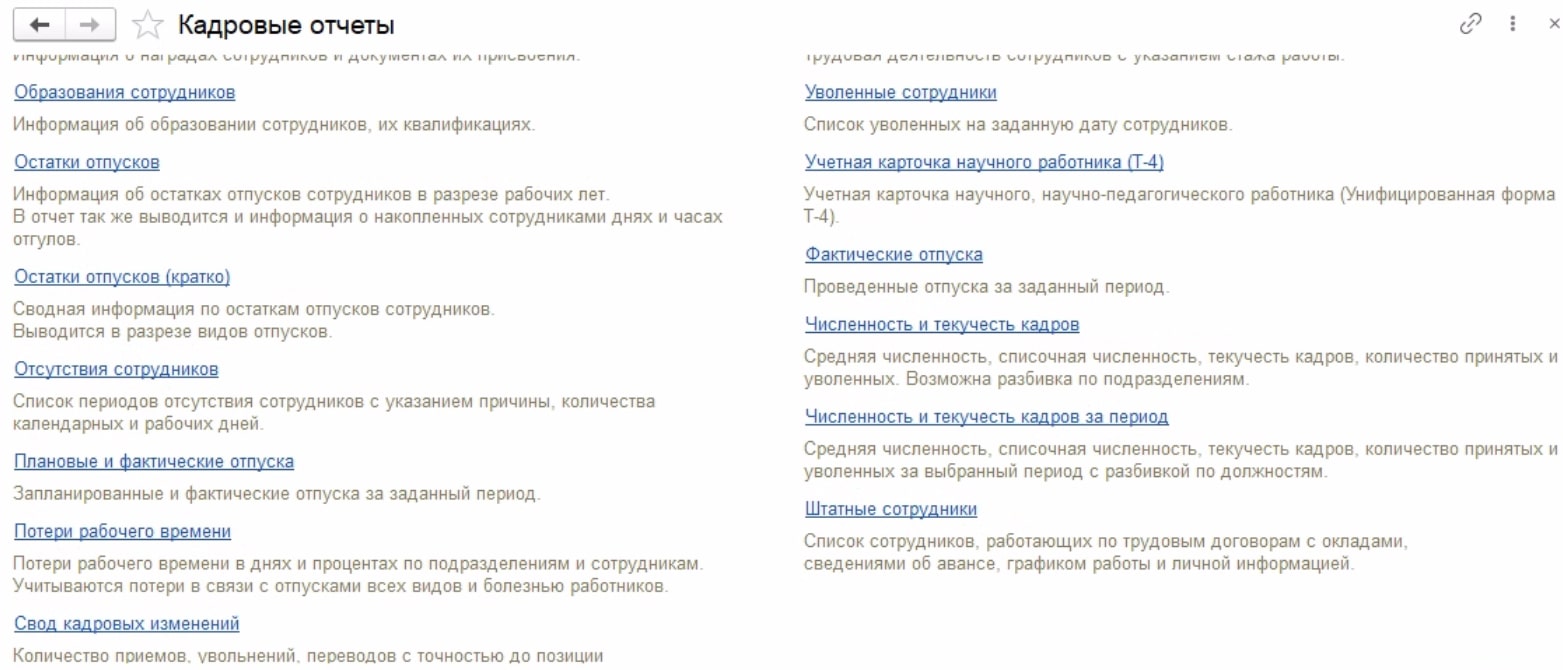 Кадровые отчеты
Информация о наградах сотрудников и документах их присвоения.
Образования сотрудников
Информация об образовании сотрудников, их квалификациях.
Остатки отпусков
Информация об остатках отпусков сотрудников в разрезе рабочих лет.
В отчет так же выводится и информация о накопленных сотрудниками днях и часах
отгулов.
Остатки отпусков (кратко)
Сводная информация по остаткам отпусков сотрудников.
Выводится в разрезе видов отпусков.
Отсутствия сотрудников
Список периодов отсутствия сотрудников с указанием причины, количества
календарных и рабочих дней.
Плановые и фактические отпуска
Запланированные и фактические отпуска за заданный период.
Потери рабочего времени
Потери рабочего времени в днях и процентах по подразделениям и сотрудникам.
Учитываются потери в связи с отпусками всех видов и болезнью работников.
Свод кадровых изменений
Количество приемов, увольнений, переводов с точностью до позиции
Трудовая деятельность сотрудников с указанием стажа работы.
Уволенные сотрудники
Список уволенных на заданную дату сотрудников.
Учетная карточка научного работника (Т-4)
Учетная карточка научного, научно-педагогического работника (Унифицированная форма
Т-4).
Фактические отпуска
Проведенные отпуска за заданный период.
Численность и текучесть кадров
Средняя численность, списочная численность, текучесть кадров, количество принятых и
уволенных. Возможна разбивка по подразделениям.
Численность и текучесть кадров за период
Средняя численность, списочная численность, текучесть кадров, количество принятых и
уволенных за выбранный период с разбивкой по должностям.
Штатные сотрудники
Список сотрудников, работающих по трудовым договорам с окладами,
сведениями об авансе, графиком работы и личной информацией.